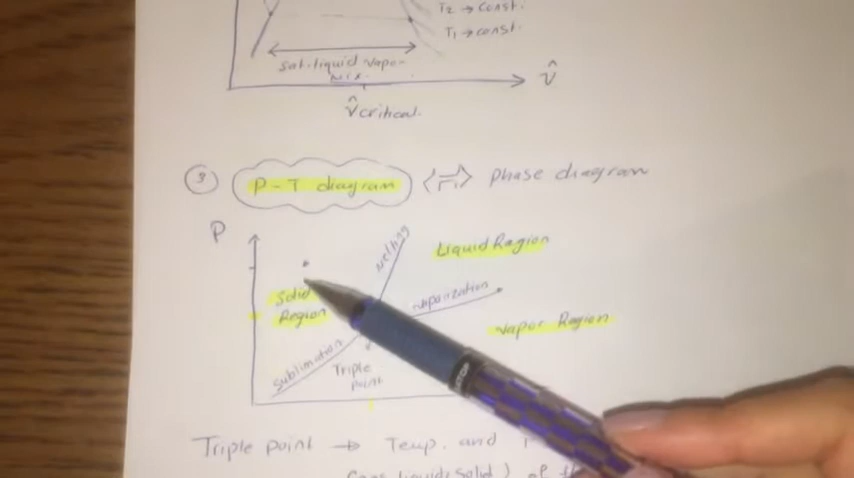 T2 → const.
T1 → const.
sat. liquid vapor
mix.
v̂
v̂ critical.
3 P-T diagram ⟺ phase diagram
P
melting
Liquid Region
Solid
Region
vaporization
Vapor Region
Sublimation
Triple
point
Triple point → Temp. and